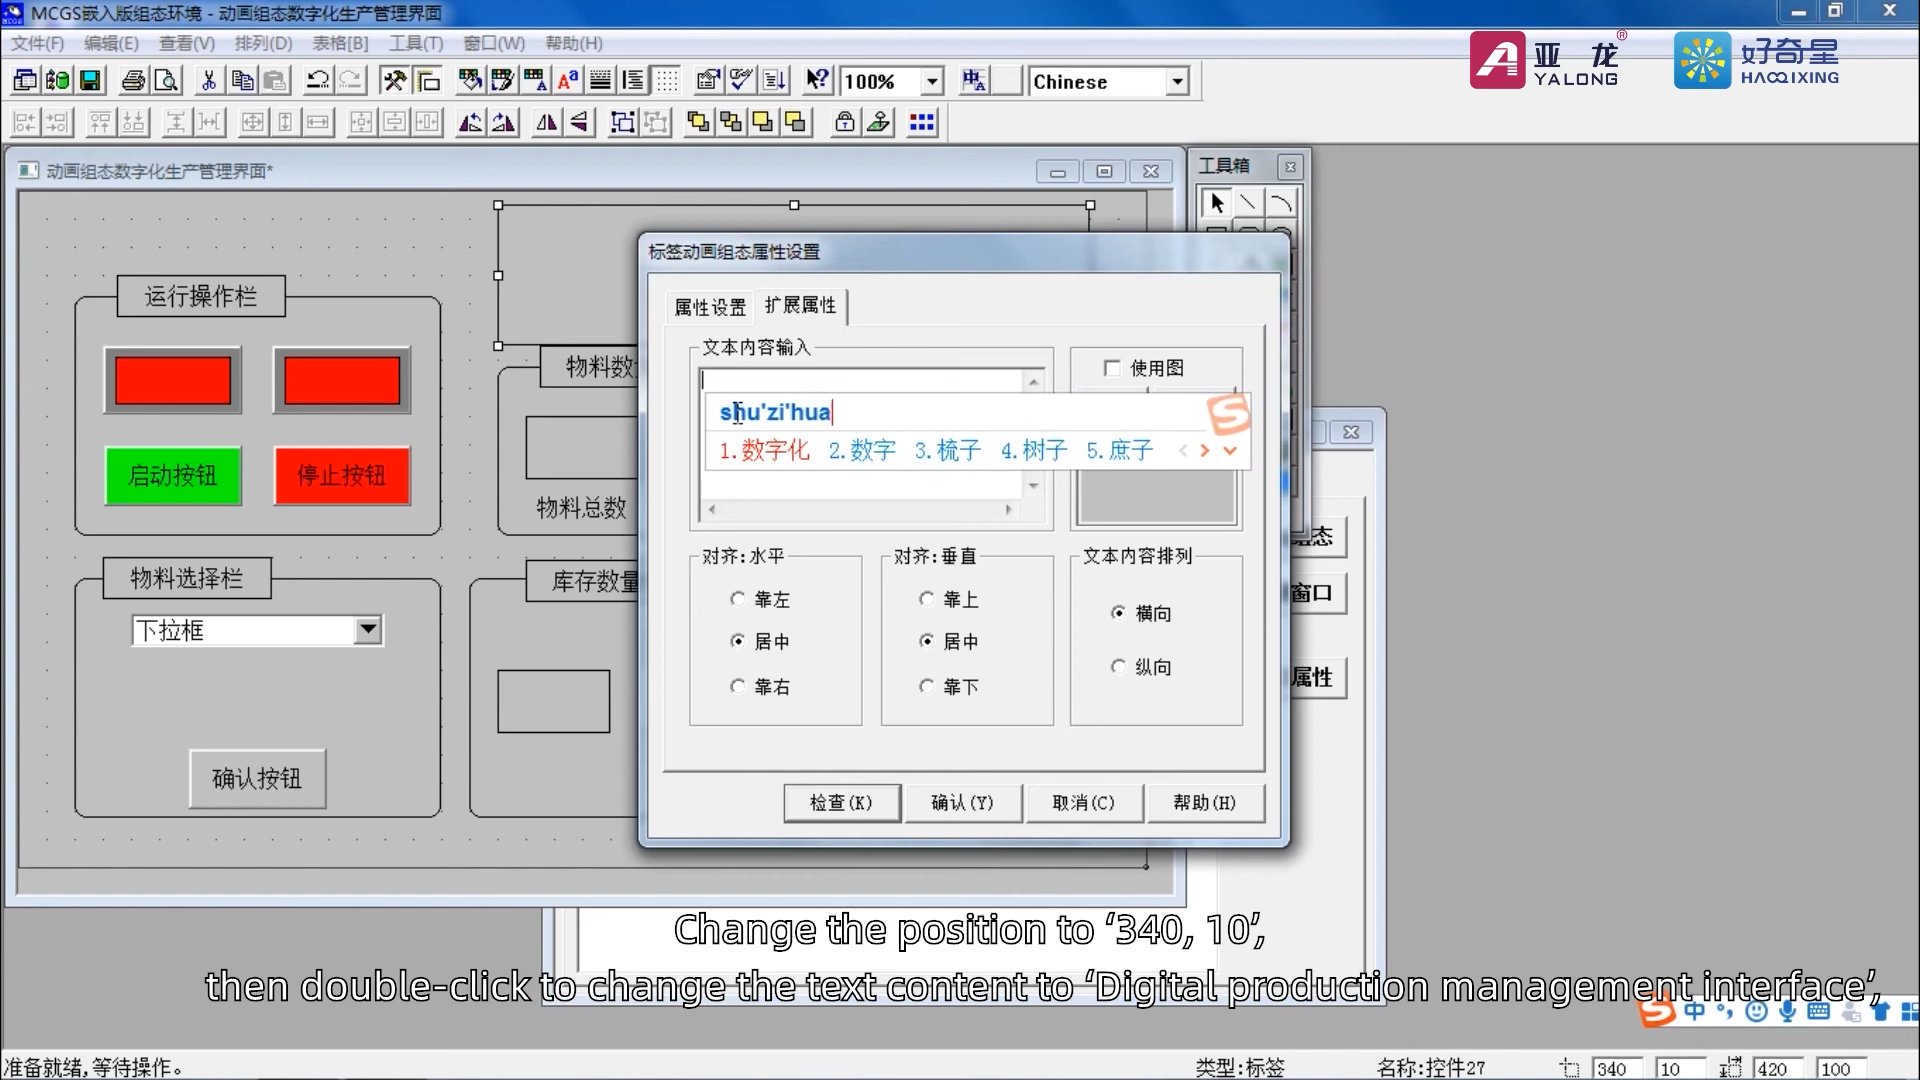 MCGS嵌入版组态环境 - 动画组态数字化生产管理界面
文件(F) 编辑(E) 查看(V) 排列(D) 表格[B] 工具(T) 窗口(W) 帮助(H)
亚龙®
YALONG
好奇星
HAOQIXING
100%
Chinese
动画组态数字化生产管理界面*
工具箱
标签动画组态属性设置
属性设置 扩展属性
运行操作栏
文本内容输入
使用图
物料数
shu'zi'hua
1.数字化 2.数字 3.梳子 4.树子 5.庶子
启动按钮
停止按钮
物料总数
态
对齐:水平
对齐:垂直
文本内容排列
物料选择栏
库存数量
窗口
靠左
靠上
横向
下拉框
居中
居中
纵向
属性
靠右
靠下
确认按钮
检查(K)
确认(Y)
取消(C)
帮助(H)
Change the position to ‘340, 10’,
then double-click to change the text content to ‘Digital production management interface’,
中
准备就绪,等待操作。
类型:标签
名称:控件27
340
10
420
100